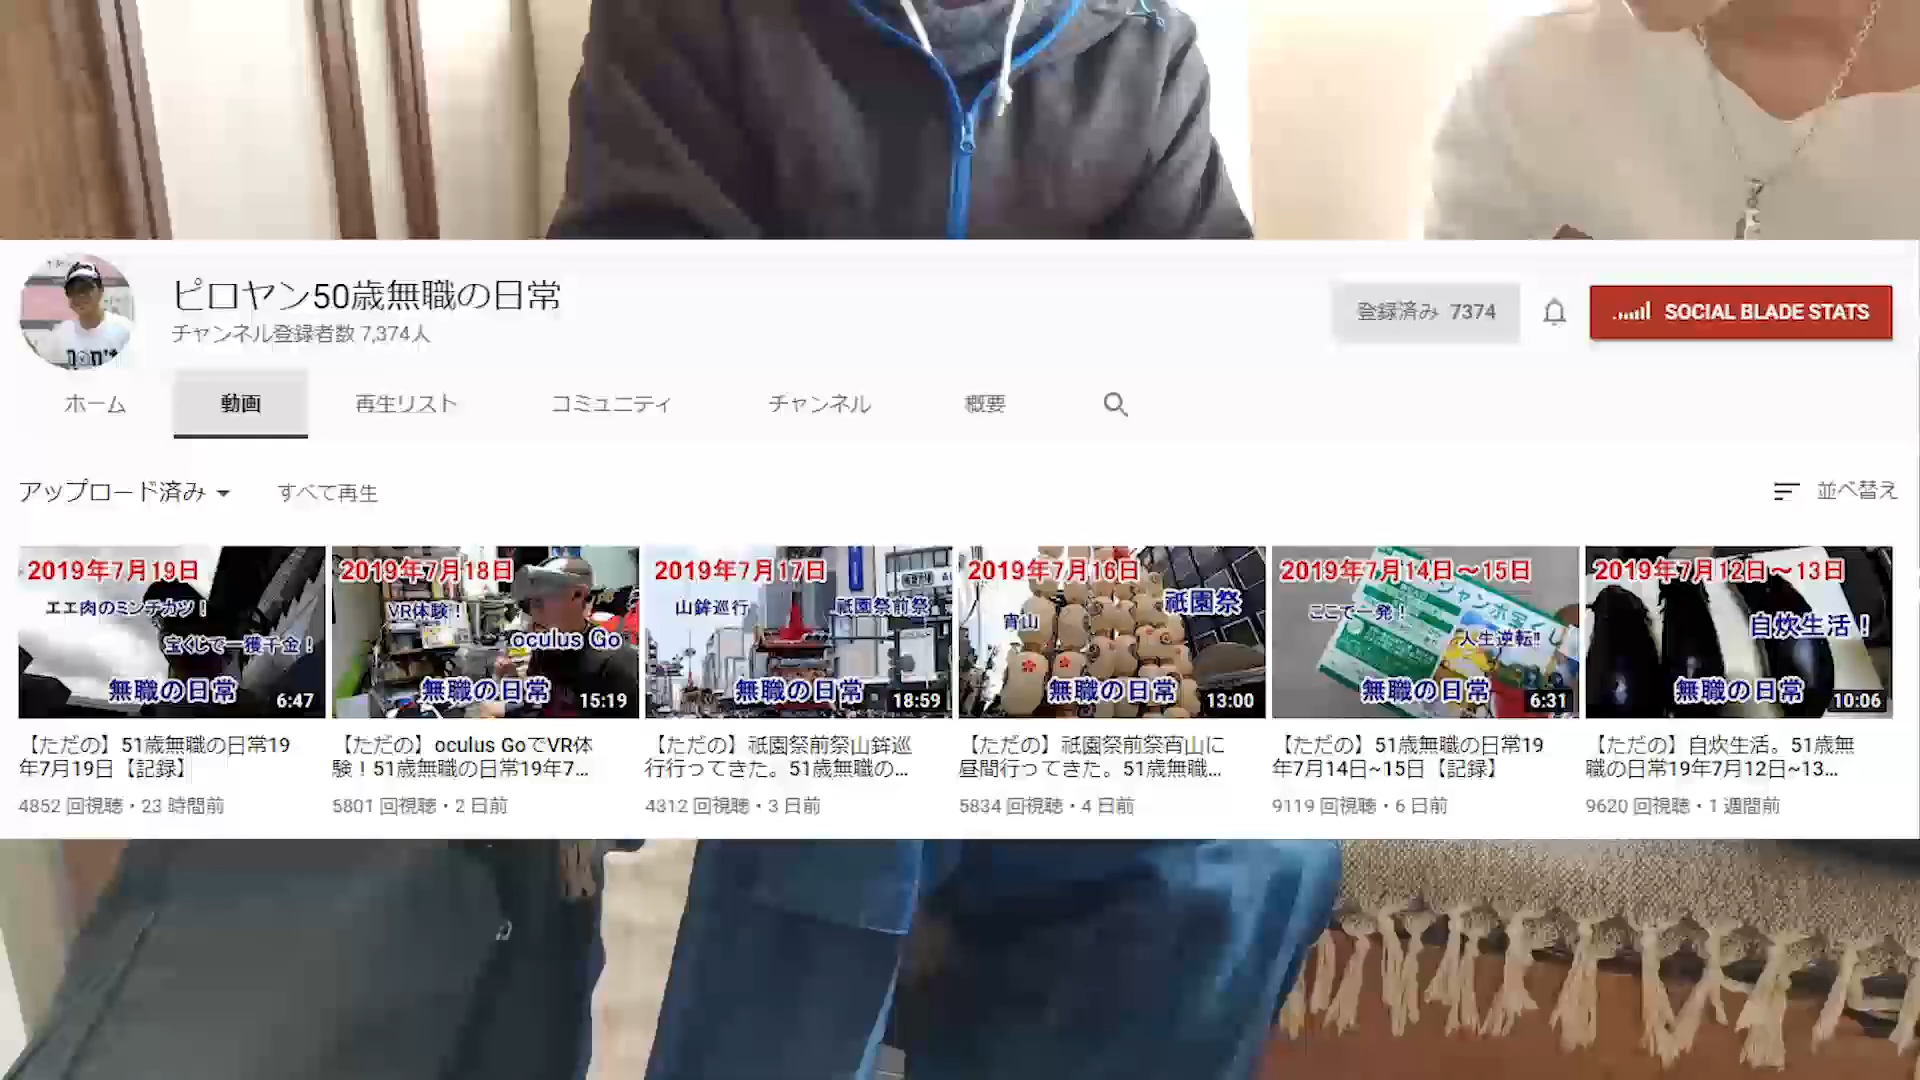 ピロヤン50歳無職の日常
チャンネル登録者数 7,374人
登録済み 7374
SOCIAL BLADE STATS
ホーム 動画 再生リスト コミュニティ チャンネル 概要
アップロード済み すべて再生
並べ替え
2019年7月19日
エエ肉のミンチカツ！
宝くじで一獲千金！
無職の日常
6:47
【ただの】51歳無職の日常19
年7月19日【記録】
4852 回視聴・23 時間前
2019年7月18日
VR体験！
oculus Go
無職の日常
15:19
【ただの】oculus GoでVR体
験！51歳無職の日常19年7...
5801 回視聴・2 日前
2019年7月17日
山鉾巡行
祇園祭前祭
無職の日常
18:59
【ただの】祇園祭前祭山鉾巡
行行ってきた。51歳無職の...
4312 回視聴・3 日前
2019年7月16日
祇園祭
宵山
無職の日常
13:00
【ただの】祇園祭前祭宵山に
昼間行ってきた。51歳無職...
5834 回視聴・4 日前
2019年7月14日～15日
ジャンボ宝くじ
ここで一発！
人生逆転!!
無職の日常
6:31
【ただの】51歳無職の日常19
年7月14日~15日【記録】
9119 回視聴・6 日前
2019年7月12日～13日
自炊生活！
無職の日常
10:06
【ただの】自炊生活。51歳無
職の日常19年7月12日~13...
9620 回視聴・1 週間前